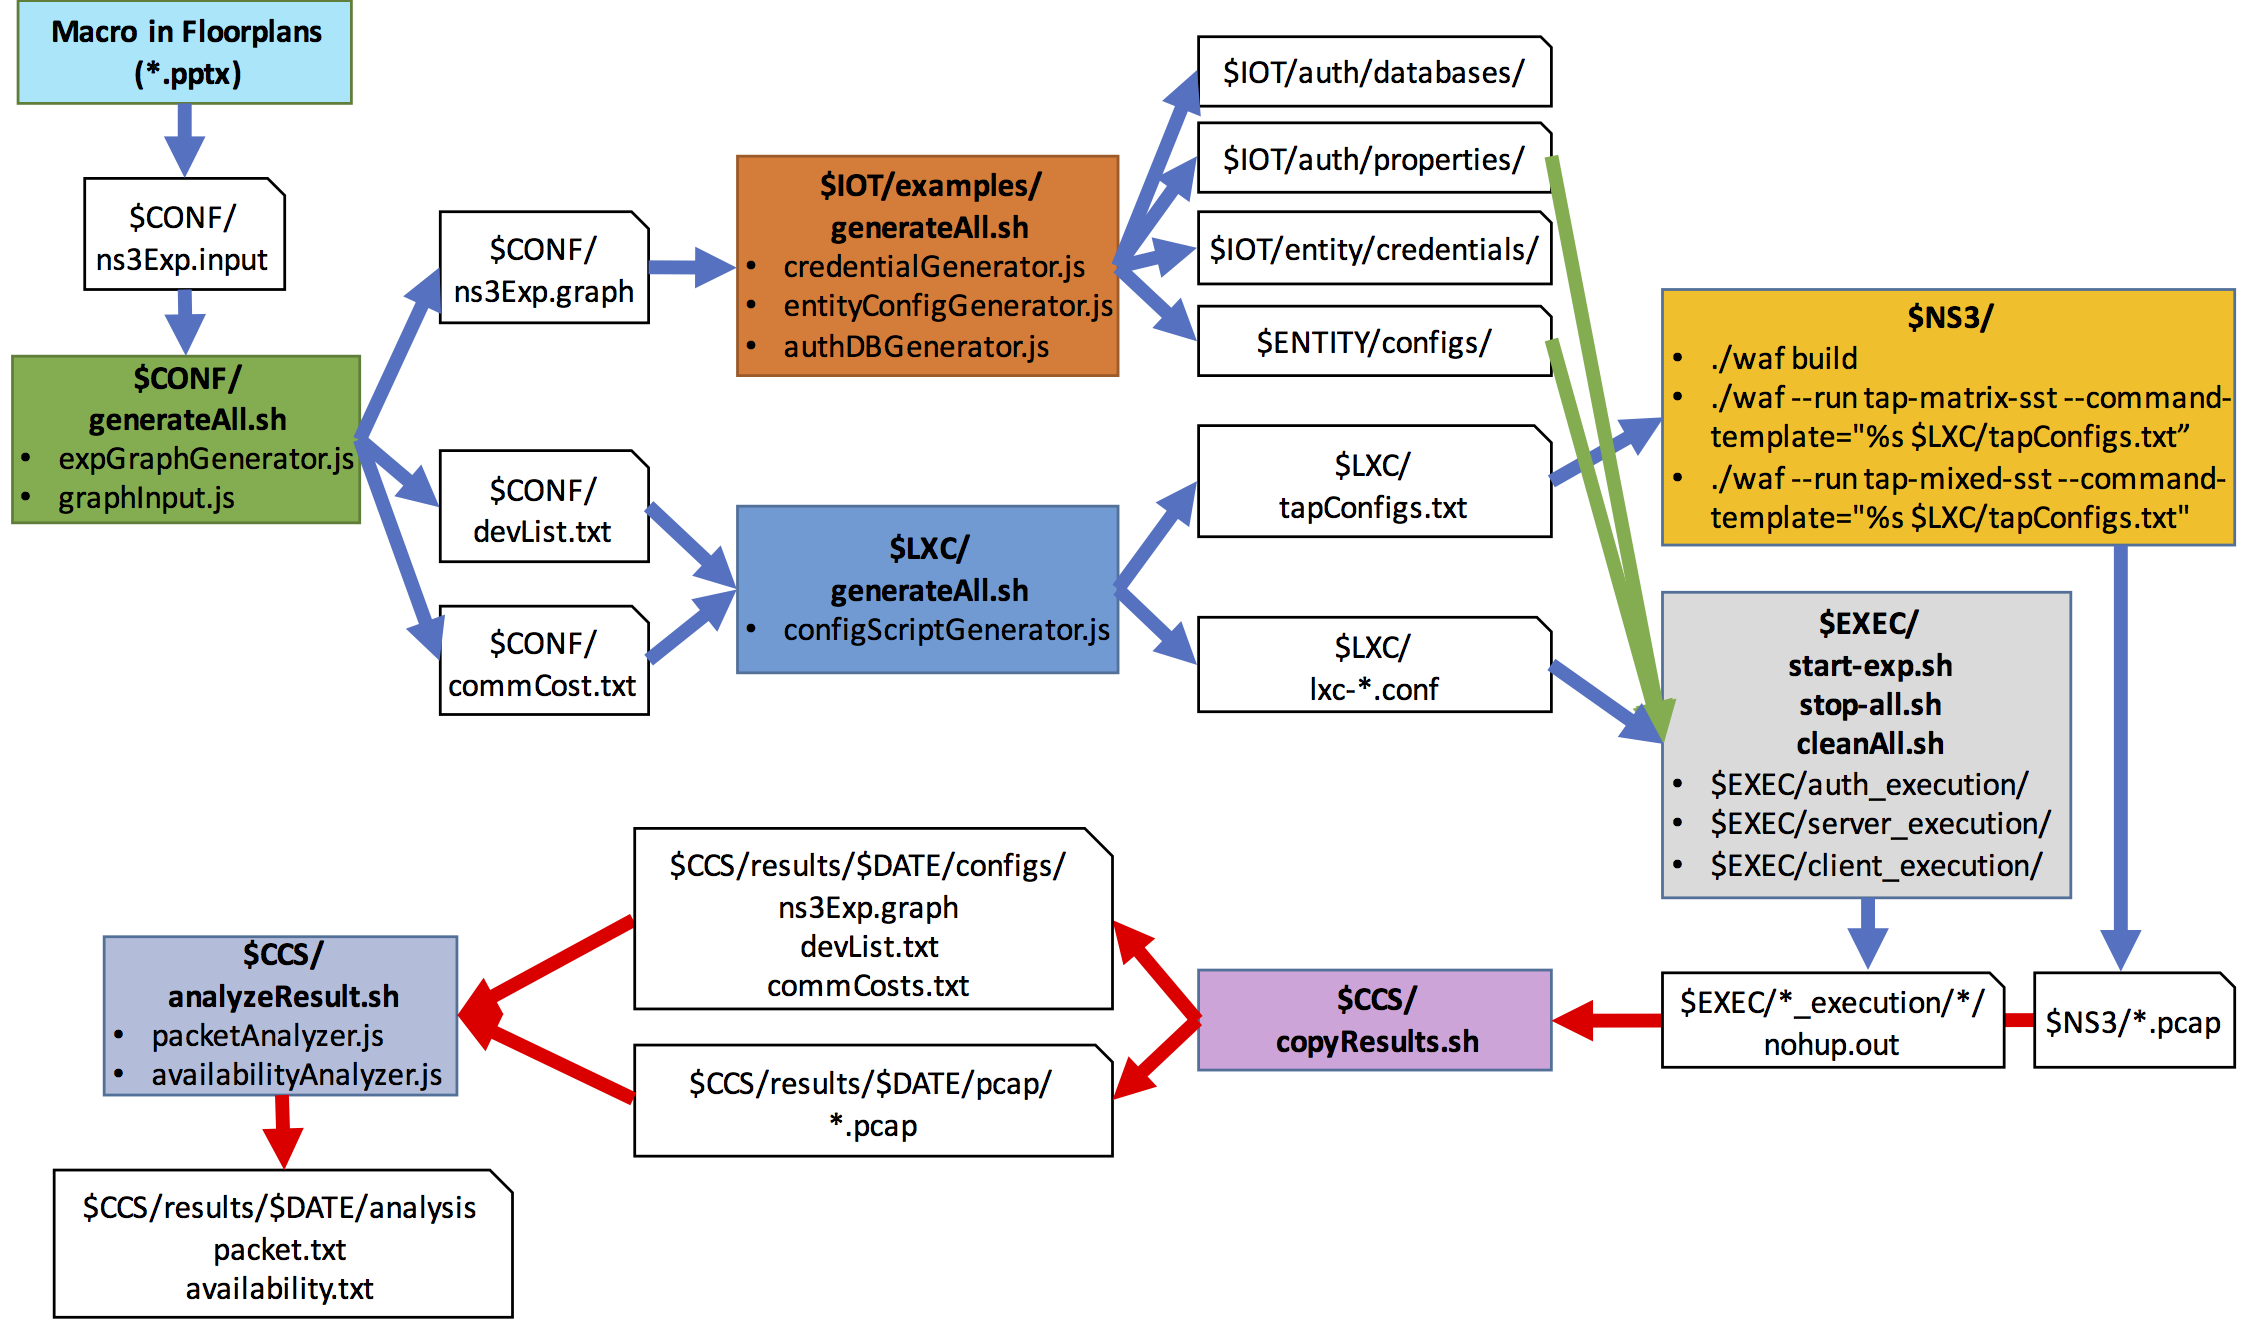 Macro in Floorplans
(*.pptx)
$CONF/
ns3Exp.input
$CONF/
generateAll.sh
• expGraphGenerator.js
• graphInput.js
$CONF/
ns3Exp.graph
$CONF/
devList.txt
$CONF/
commCost.txt
$IOT/examples/
generateAll.sh
• credentialGenerator.js
• entityConfigGenerator.js
• authDBGenerator.js
$LXC/
generateAll.sh
• configScriptGenerator.js
$IOT/auth/databases/
$IOT/auth/properties/
$IOT/entity/credentials/
$ENTITY/configs/
$LXC/
tapConfigs.txt
$LXC/
lxc-*.conf
$NS3/
• ./waf build
• ./waf --run tap-matrix-sst --command-
template="%s $LXC/tapConfigs.txt”
• ./waf --run tap-mixed-sst --command-
template="%s $LXC/tapConfigs.txt"
$EXEC/
start-exp.sh
stop-all.sh
cleanAll.sh
• $EXEC/auth_execution/
• $EXEC/server_execution/
• $EXEC/client_execution/
$EXEC/*_execution/*/
nohup.out
$NS3/*.pcap
$CCS/
copyResults.sh
$CCS/results/$DATE/configs/
ns3Exp.graph
devList.txt
commCosts.txt
$CCS/results/$DATE/pcap/
*.pcap
$CCS/
analyzeResult.sh
• packetAnalyzer.js
• availabilityAnalyzer.js
$CCS/results/$DATE/analysis
packet.txt
availability.txt